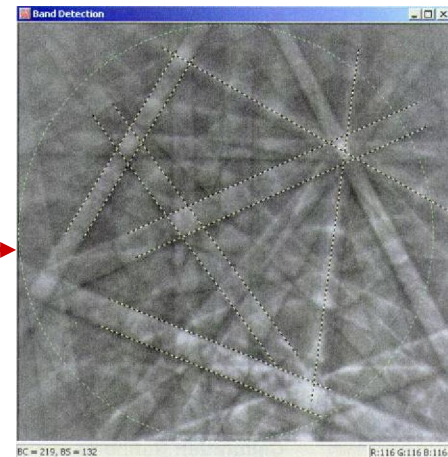 Band Detection
BC = 219, BS = 132
R:116 G:116 B:116